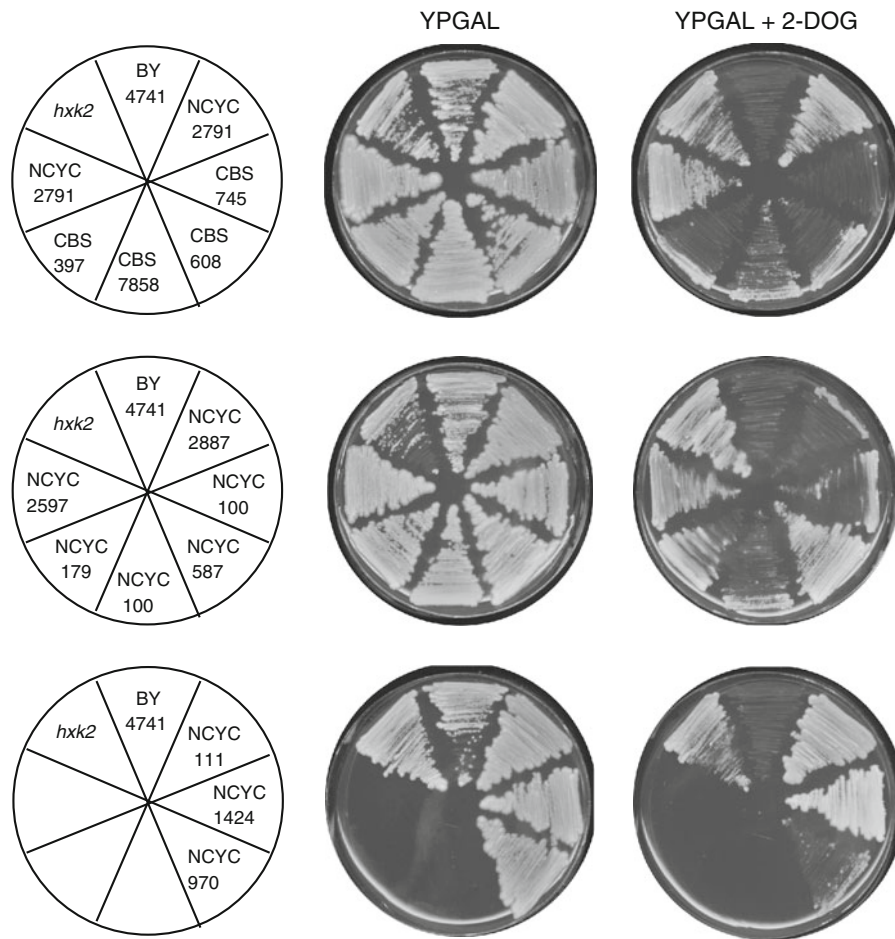 YPGAL
YPGAL + 2-DOG
hxk2
BY
4741
NCYC
2791
CBS
745
CBS
608
CBS
7858
CBS
397
NCYC
2791
hxk2
BY
4741
NCYC
2887
NCYC
100
NCYC
587
NCYC
100
NCYC
179
NCYC
2597
hxk2
BY
4741
NCYC
111
NCYC
1424
NCYC
970